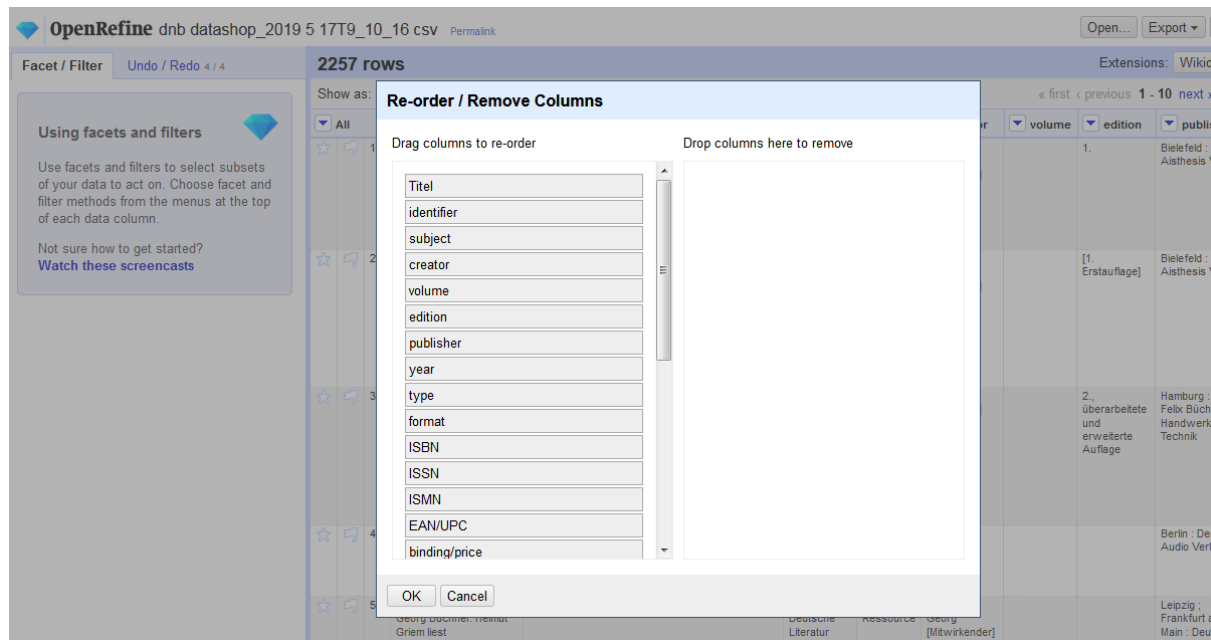 OpenRefine dnb datashop_2019 5 17T9_10_16 csv Permalink
Open... Export
Facet / Filter Undo / Redo 4 / 4
2257 rows
Extensions:
Show as:
« first ‹ previous 1 - 10 next ›
All
volume edition
Using facets and filters
Use facets and filters to select subsets
of your data to act on. Choose facet and
filter methods from the menus at the top
of each data column.
Not sure how to get started?
Watch these screencasts
Re-order / Remove Columns
Drag columns to re-order
Drop columns here to remove
Titel
identifier
subject
creator
volume
edition
publisher
year
type
format
ISBN
ISSN
ISMN
EAN/UPC
binding/price
OK Cancel
1
1.
Bielefeld :
Aisthesis
2
[1.
Erstauflage]
Bielefeld :
Aisthesis
3
2.,
überarbeitete
und
erweiterte
Auflage
Hamburg :
Felix
Technik
4
Berlin :
Audio
5
Griem liest
Deutsche
Literatur
Ressource
Georg
[Mitwirkender]
Leipzig ;
Frankfurt
Main :